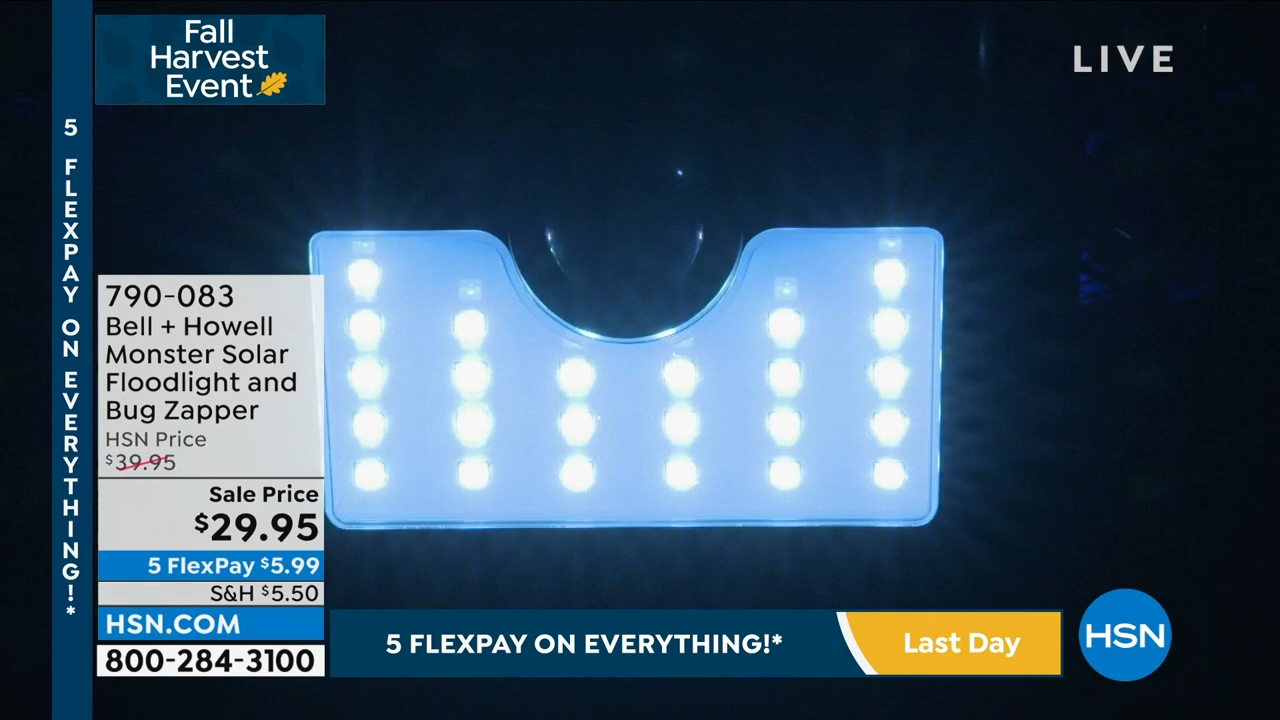 Fall
Harvest
Event
LIVE
5 FLEXPAY ON EVERYTHING!*
790-083
Bell + Howell
Monster Solar
Floodlight and
Bug Zapper
HSN Price
$39.95
Sale Price
$29.95
5 FlexPay $5.99
S&H $5.50
HSN.COM
800-284-3100
5 FLEXPAY ON EVERYTHING!*
Last Day
HSN